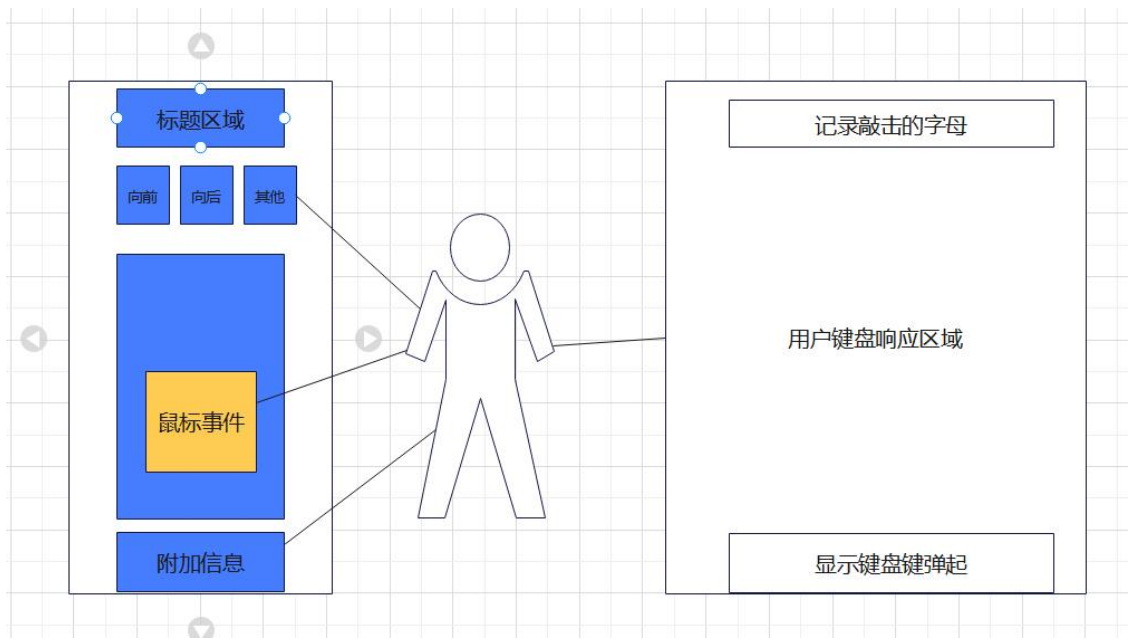 标题区域
向前
向后
其他
鼠标事件
附加信息
记录敲击的字母
用户键盘响应区域
显示键盘键弹起